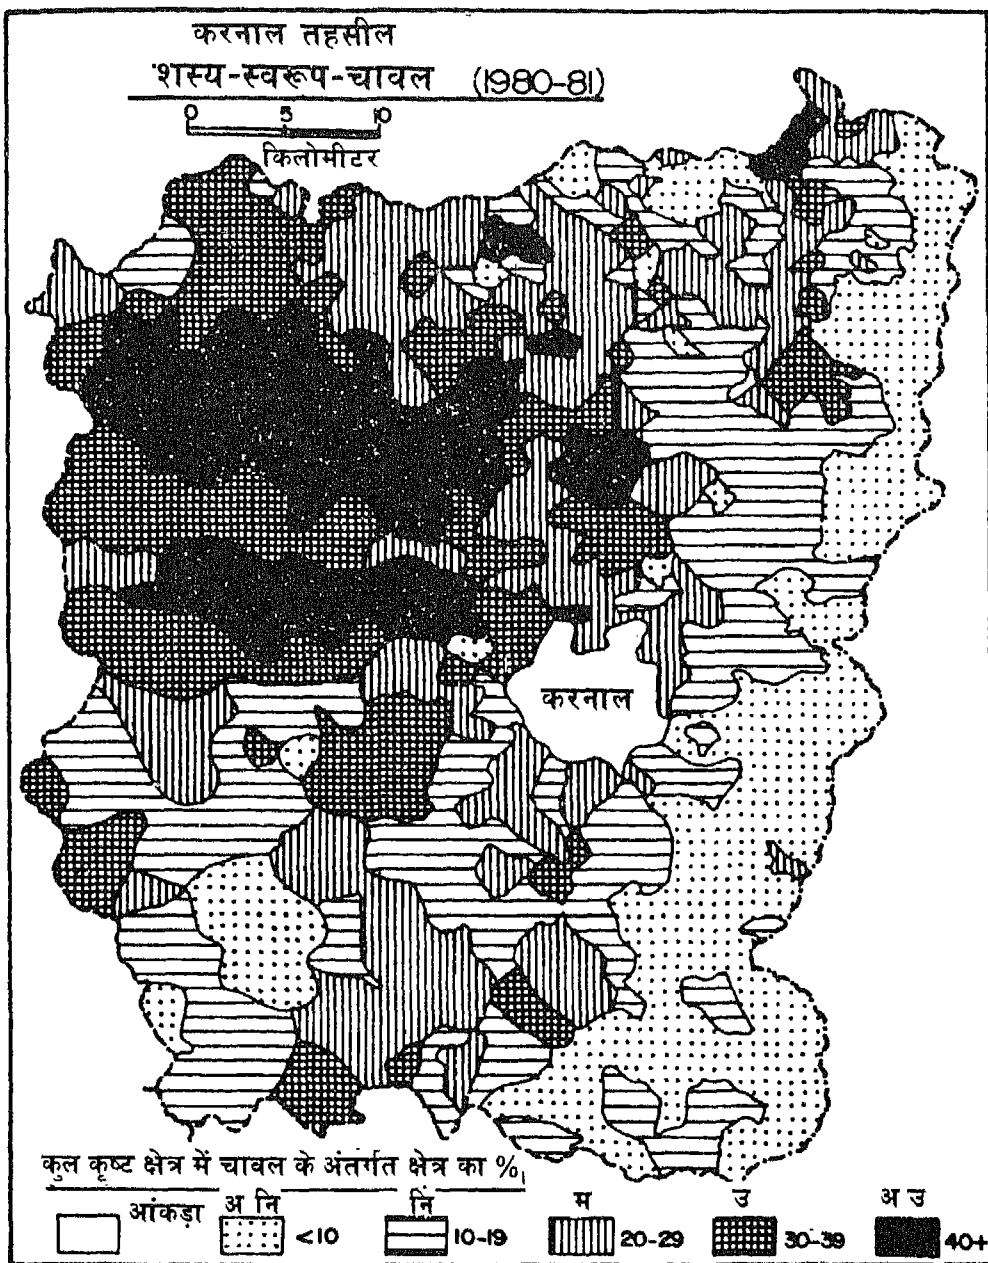 करनाल तहसील
शस्य-स्वरूप-चावल (1980-81)
0 5 10
किलोमीटर
करनाल
कुल कृष्ट क्षेत्र में चावल के अंतर्गत क्षेत्र का %
आंकड़ा
अ नि <10
नि 10-19
म 20-29
उ 30-39
अ उ 40+